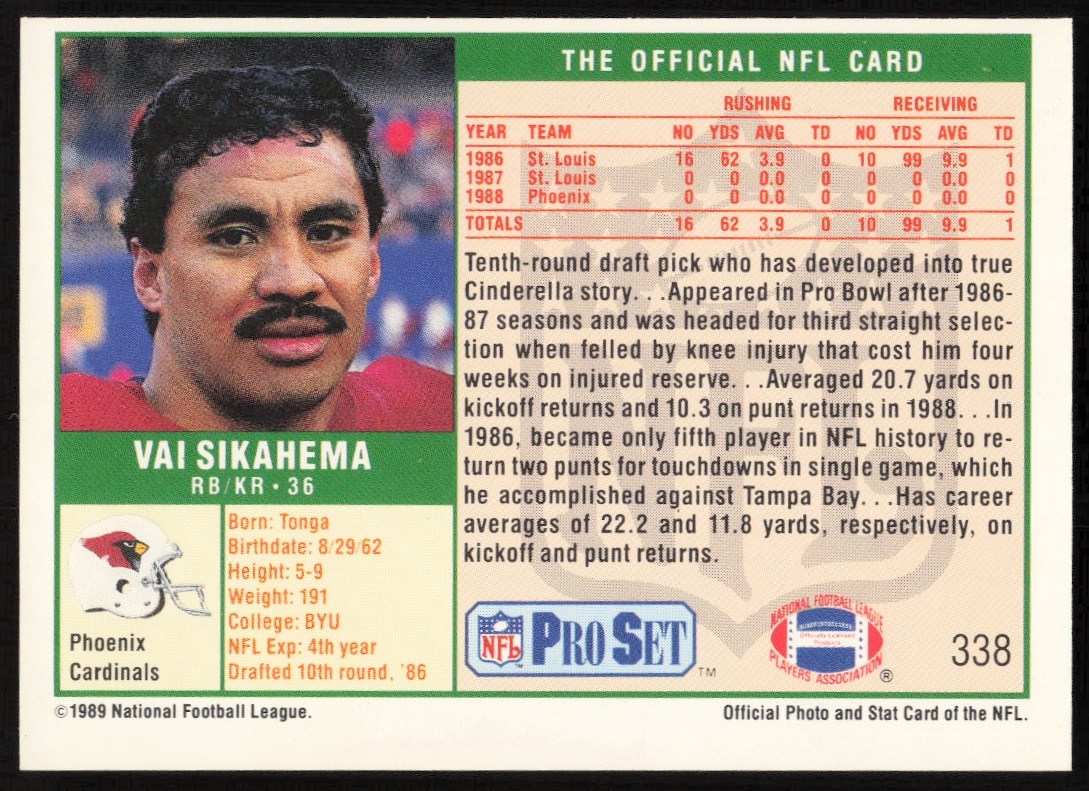 THE OFFICIAL NFL CARD
RUSHING RECEIVING
YEAR TEAM NO YDS AVG TD NO YDS AVG TD
1986 St. Louis 16 62 3.9 0 10 99 9.9 1
1987 St. Louis 0 0 0.0 0 0 0 0.0 0
1988 Phoenix 0 0 0.0 0 0 0 0.0 0
TOTALS 16 62 3.9 0 10 99 9.9 1
Tenth-round draft pick who has developed into true
Cinderella story. . .Appeared in Pro Bowl after 1986-
87 seasons and was headed for third straight selec-
tion when felled by knee injury that cost him four
weeks on injured reserve. . .Averaged 20.7 yards on
kickoff returns and 10.3 on punt returns in 1988. . .In
1986, became only fifth player in NFL history to re-
turn two punts for touchdowns in single game, which
he accomplished against Tampa Bay. . .Has career
averages of 22.2 and 11.8 yards, respectively, on
kickoff and punt returns.
VAI SIKAHEMA
RB/KR • 36
Phoenix
Cardinals
Born: Tonga
Birthdate: 8/29/62
Height: 5-9
Weight: 191
College: BYU
NFL Exp: 4th year
Drafted 10th round, '86
NFL PRO SET TM
NATIONAL FOOTBALL LEAGUE
Officially Licensed
Products
PLAYERS ASSOCIATION ®
338
©1989 National Football League.
Official Photo and Stat Card of the NFL.